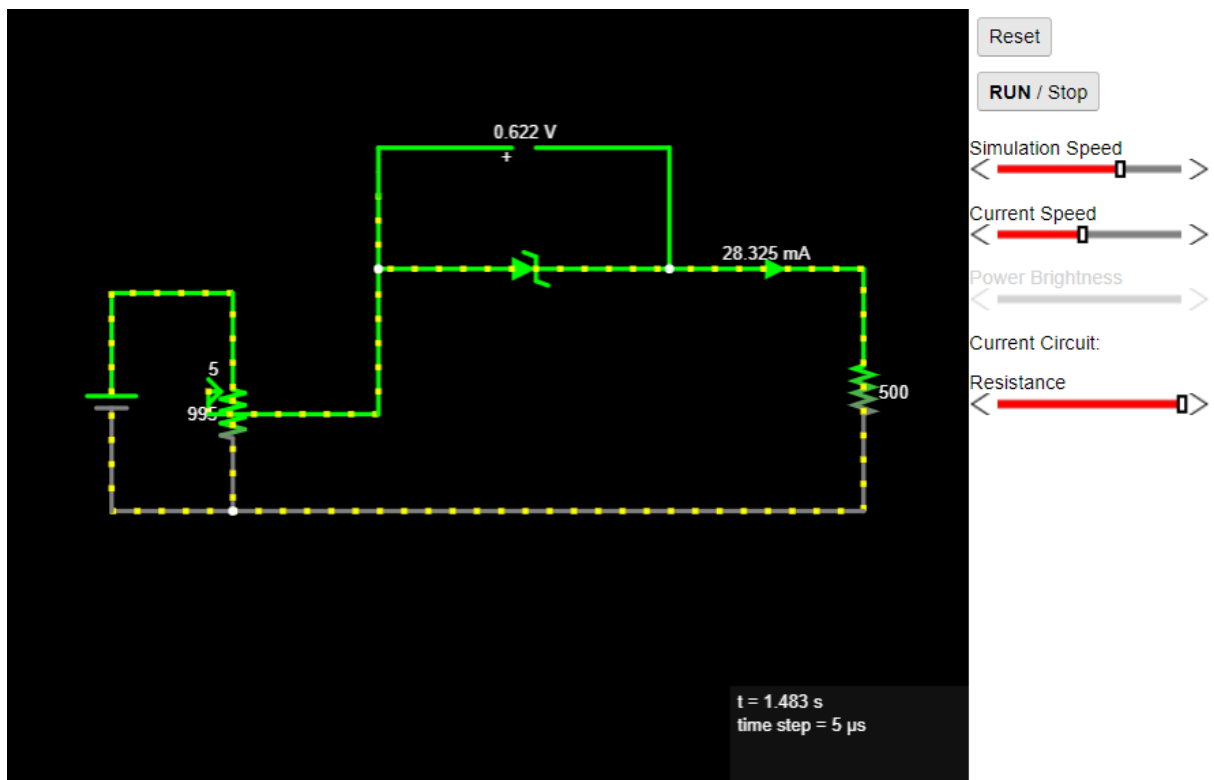 Reset
RUN / Stop
0.622 V
+
Simulation Speed
Current Speed
28.325 mA
Power Brightness
Current Circuit:
5
Resistance
995
500
t = 1.483 s
time step = 5 μs